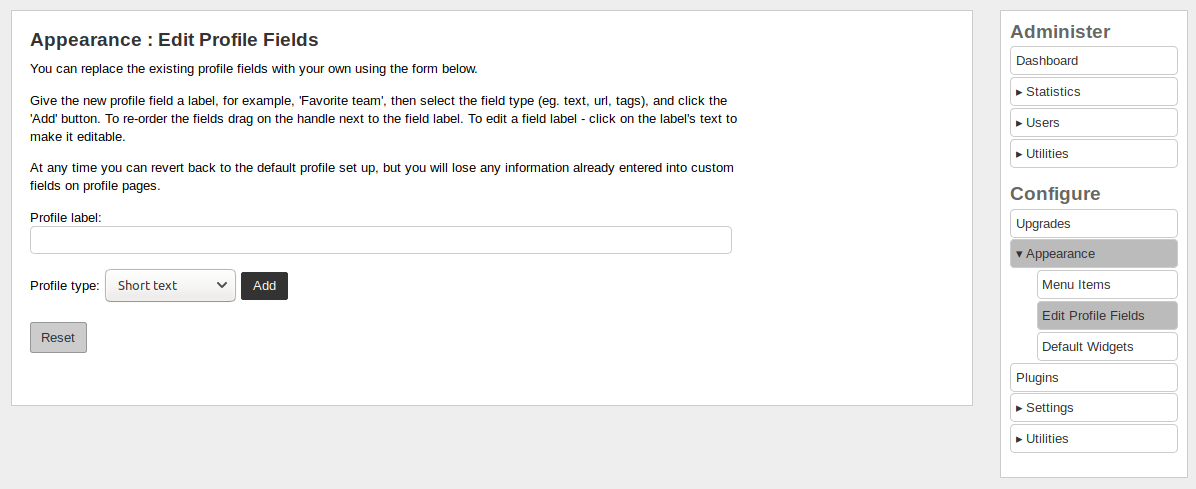 Appearance : Edit Profile Fields
You can replace the existing profile fields with your own using the form below.
Give the new profile field a label, for example, 'Favorite team', then select the field type (eg. text, url, tags), and click the
'Add' button. To re-order the fields drag on the handle next to the field label. To edit a field label - click on the label's text to
make it editable.
At any time you can revert back to the default profile set up, but you will lose any information already entered into custom
fields on profile pages.
Profile label:
Profile type: Short text Add
Reset
Administer
Dashboard
▸ Statistics
▸ Users
▸ Utilities
Configure
Upgrades
▾ Appearance
Menu Items
Edit Profile Fields
Default Widgets
Plugins
▸ Settings
▸ Utilities